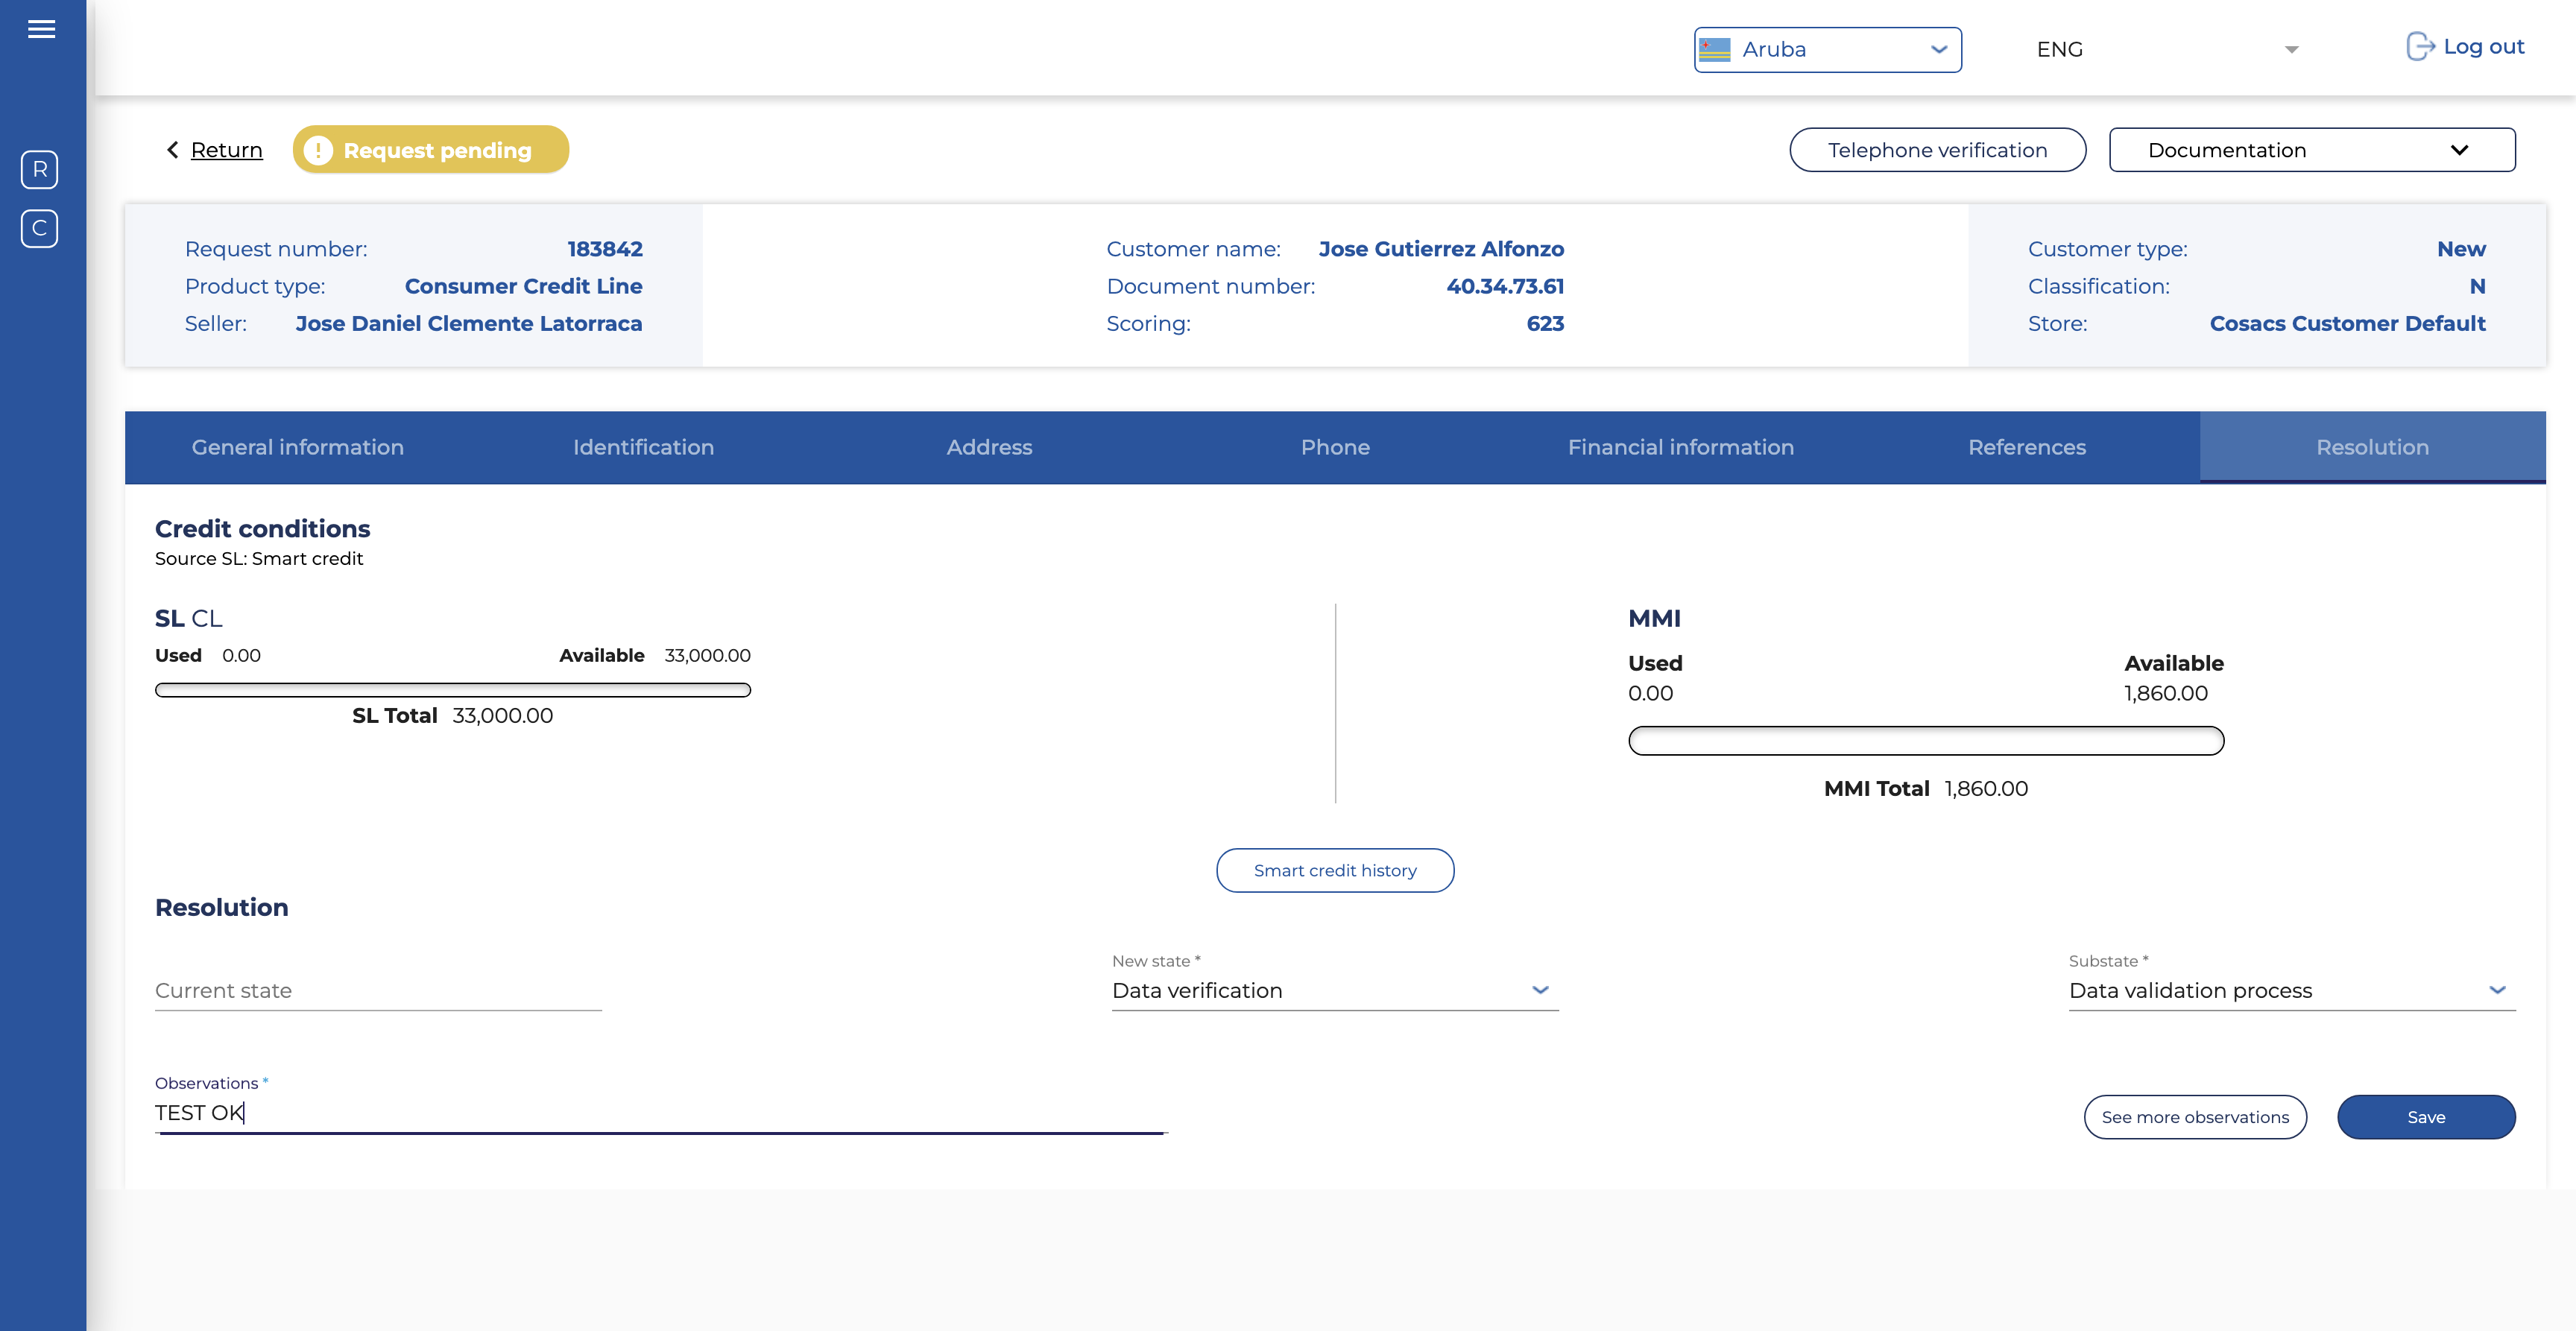 Aruba
ENG
Log out
R
C
Return
Request pending
Telephone verification
Documentation
Request number: 183842
Product type: Consumer Credit Line
Seller: Jose Daniel Clemente Latorraca
Customer name: Jose Gutierrez Alfonzo
Document number: 40.34.73.61
Scoring: 623
Customer type: New
Classification: N
Store: Cosacs Customer Default
General information
Identification
Address
Phone
Financial information
References
Resolution
Credit conditions
Source SL: Smart credit
SL CL
Used 0.00 Available 33,000.00
SL Total 33,000.00
MMI
Used Available
0.00 1,860.00
MMI Total 1,860.00
Smart credit history
Resolution
Current state
New state *
Data verification
Substate *
Data validation process
Observations *
TEST OK
See more observations
Save